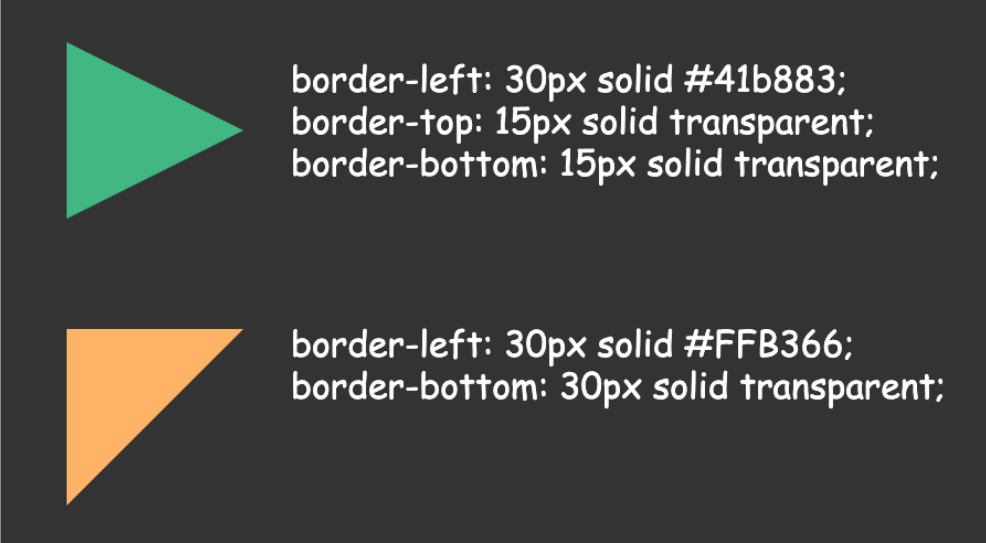 border-left: 30px solid #41b883;
border-top: 15px solid transparent;
border-bottom: 15px solid transparent;
border-left: 30px solid #FFB366;
border-bottom: 30px solid transparent;